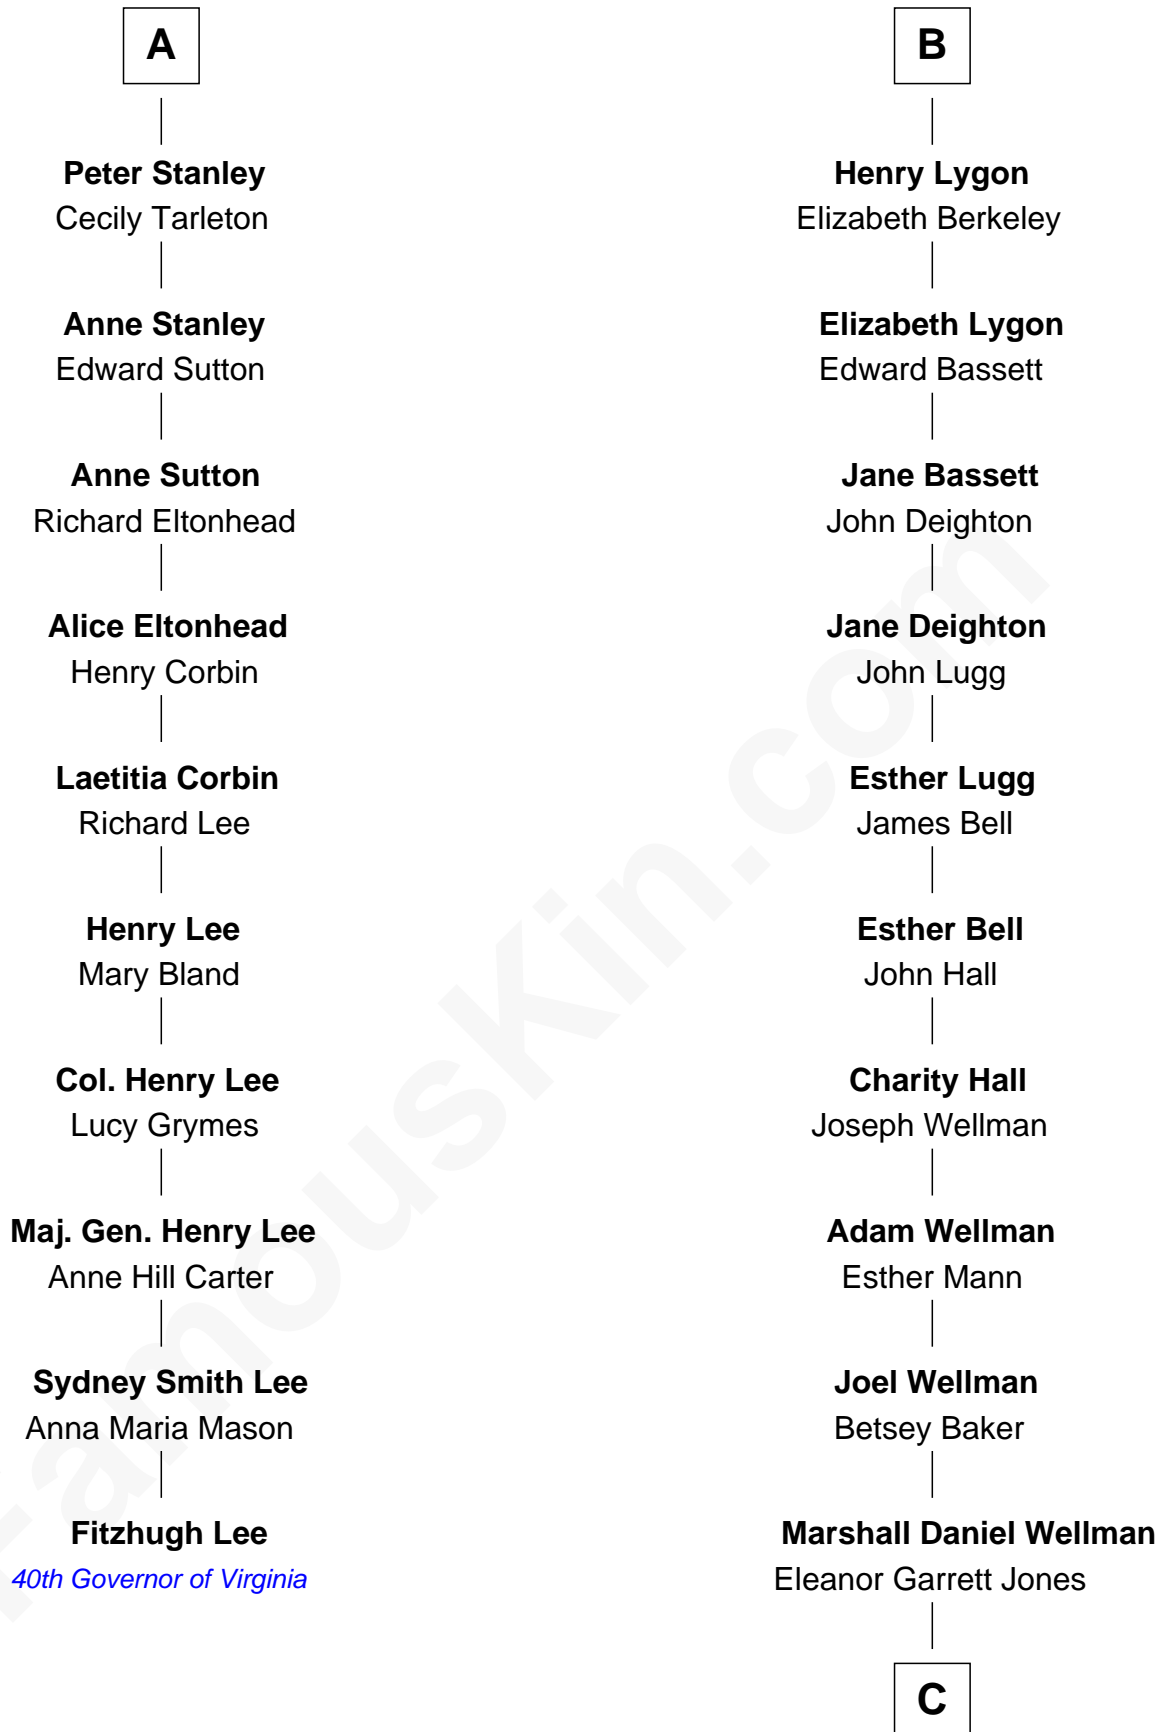 A
Peter Stanley
Cecily Tarleton
Anne Stanley
Edward Sutton
Anne Sutton
Richard Eltonhead
Alice Eltonhead
Henry Corbin
Laetitia Corbin
Richard Lee
Henry Lee
Mary Bland
Col. Henry Lee
Lucy Grymes
Maj. Gen. Henry Lee
Anne Hill Carter
Sydney Smith Lee
Anna Maria Mason
Fitzhugh Lee
40th Governor of Virginia
B
Henry Lygon
Elizabeth Berkeley
Elizabeth Lygon
Edward Bassett
Jane Bassett
John Deighton
Jane Deighton
John Lugg
Esther Lugg
James Bell
Esther Bell
John Hall
Charity Hall
Joseph Wellman
Adam Wellman
Esther Mann
Joel Wellman
Betsey Baker
Marshall Daniel Wellman
Eleanor Garrett Jones
C
FamousKin.com